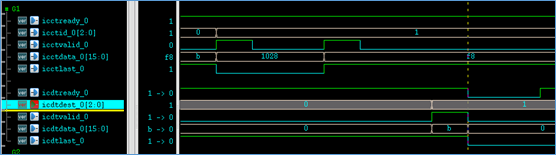 G1
icctready_0 1
icctid_0[2:0] 1 0 1
icctvalid_0 0
icctdata_0[15:0] f8 b 1028 f8
icctlast_0 1
icdtready_0 1 -> 0
icdtdest_0[2:0] 1 0 1
icdtvalid_0 1 -> 0
icdtdata_0[15:0] b -> 0 0 b 0
icdtlast_0 1 -> 0
G2